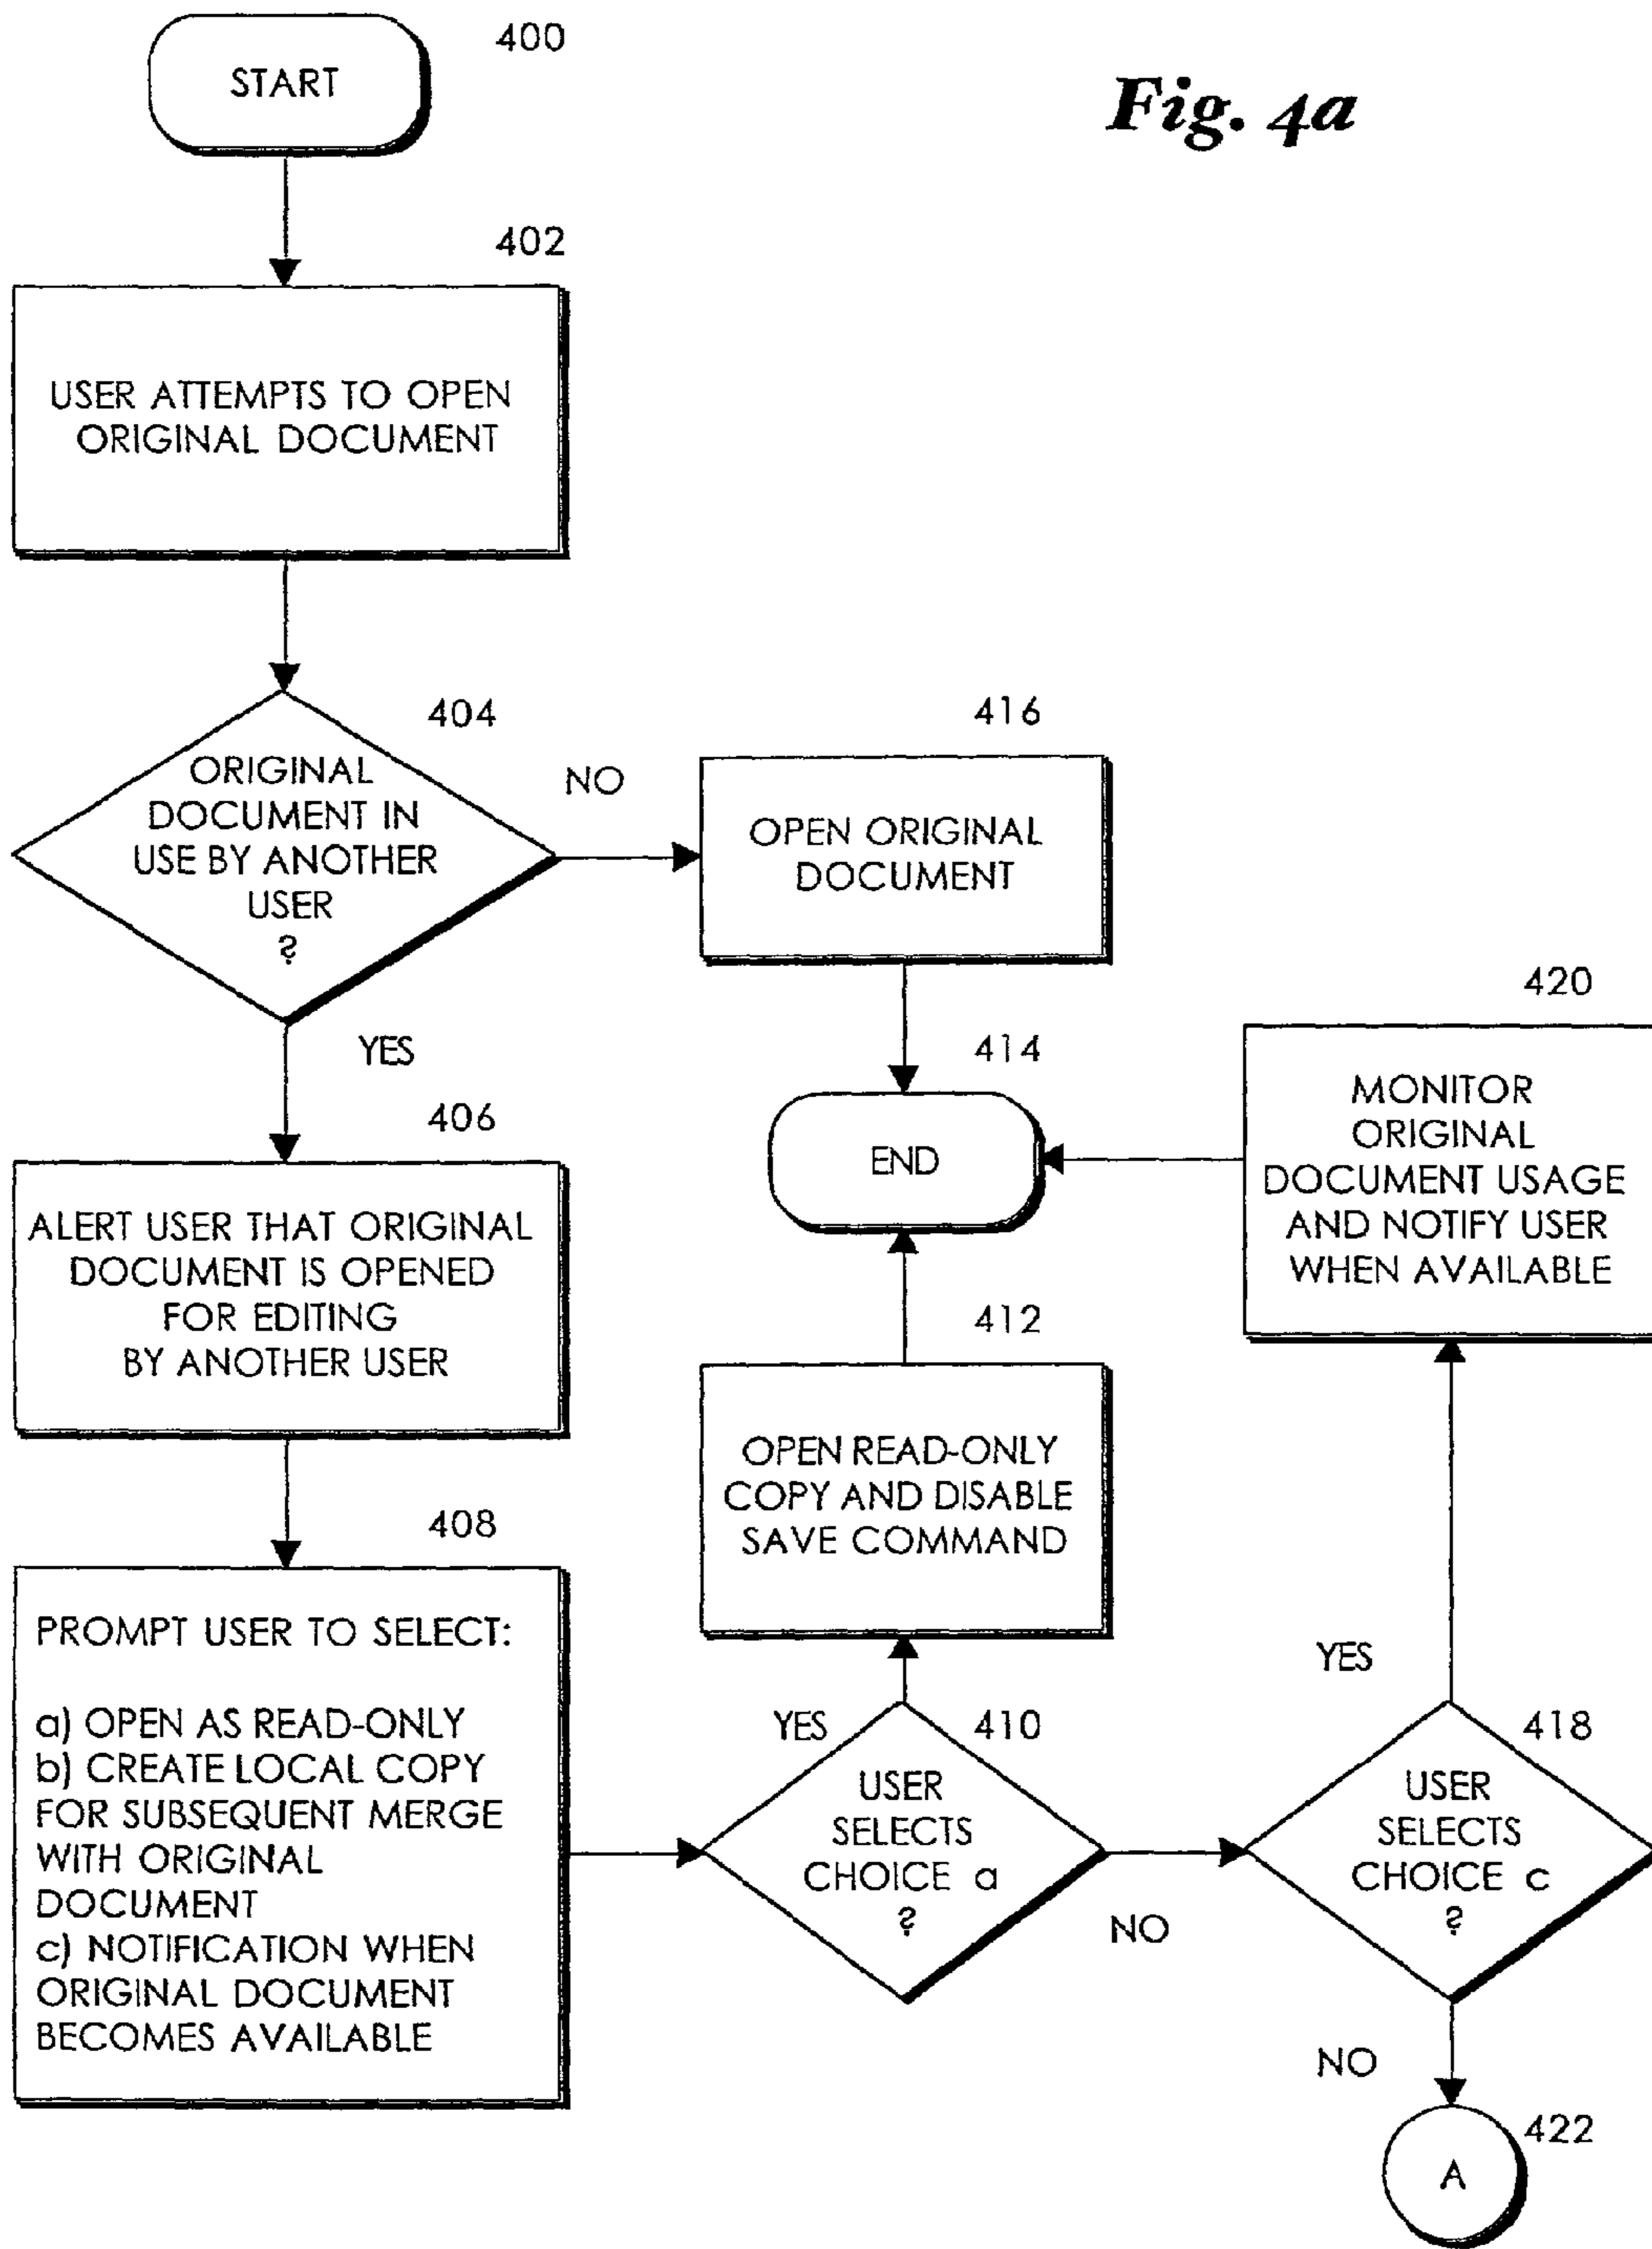 400
START
Fig. 4a
402
USER ATTEMPTS TO OPEN
ORIGINAL DOCUMENT
404
ORIGINAL
DOCUMENT IN
USE BY ANOTHER
USER
?
NO
YES
416
OPEN ORIGINAL
DOCUMENT
414
END
420
MONITOR
ORIGINAL
DOCUMENT USAGE
AND NOTIFY USER
WHEN AVAILABLE
406
ALERT USER THAT ORIGINAL
DOCUMENT IS OPENED
FOR EDITING
BY ANOTHER USER
412
OPEN READ-ONLY
COPY AND DISABLE
SAVE COMMAND
408
PROMPT USER TO SELECT:
a) OPEN AS READ-ONLY
b) CREATE LOCAL COPY
FOR SUBSEQUENT MERGE
WITH ORIGINAL
DOCUMENT
c) NOTIFICATION WHEN
ORIGINAL DOCUMENT
BECOMES AVAILABLE
YES
410
USER
SELECTS
CHOICE a
?
NO
YES
418
USER
SELECTS
CHOICE c
?
NO
422
A